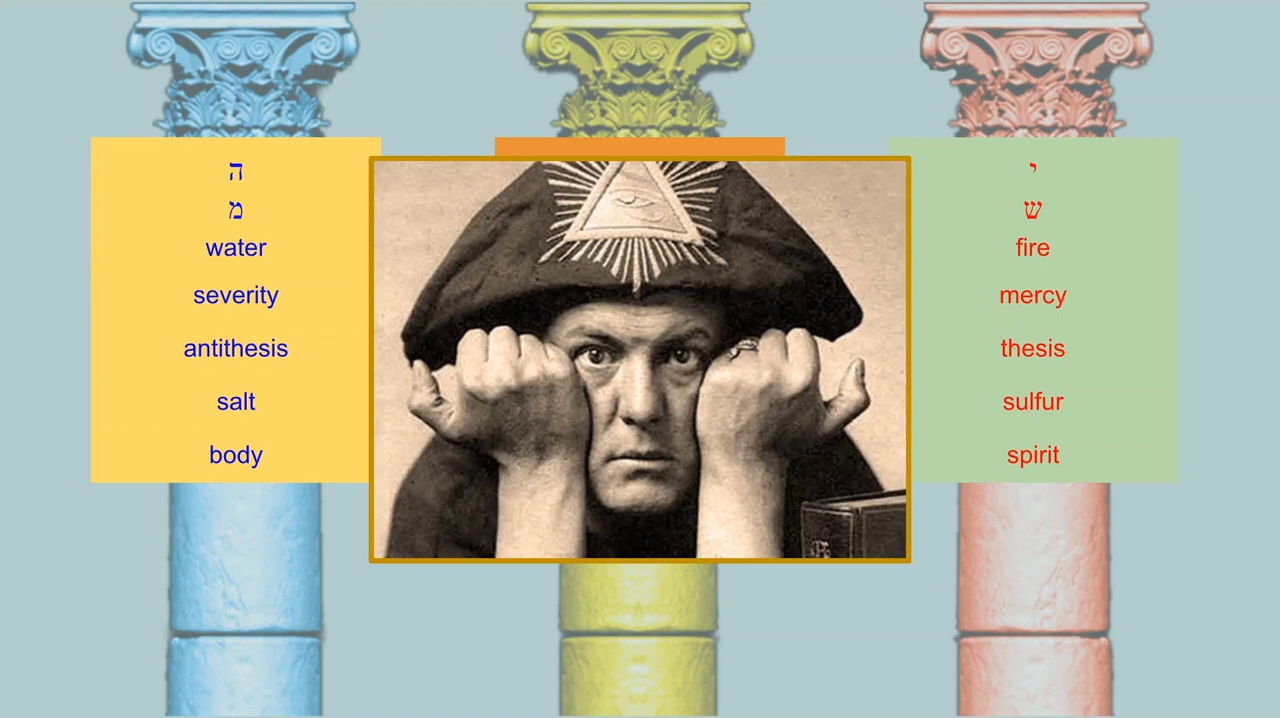 ה
מ
water
severity
antithesis
salt
body
י
ש
fire
mercy
thesis
sulfur
spirit